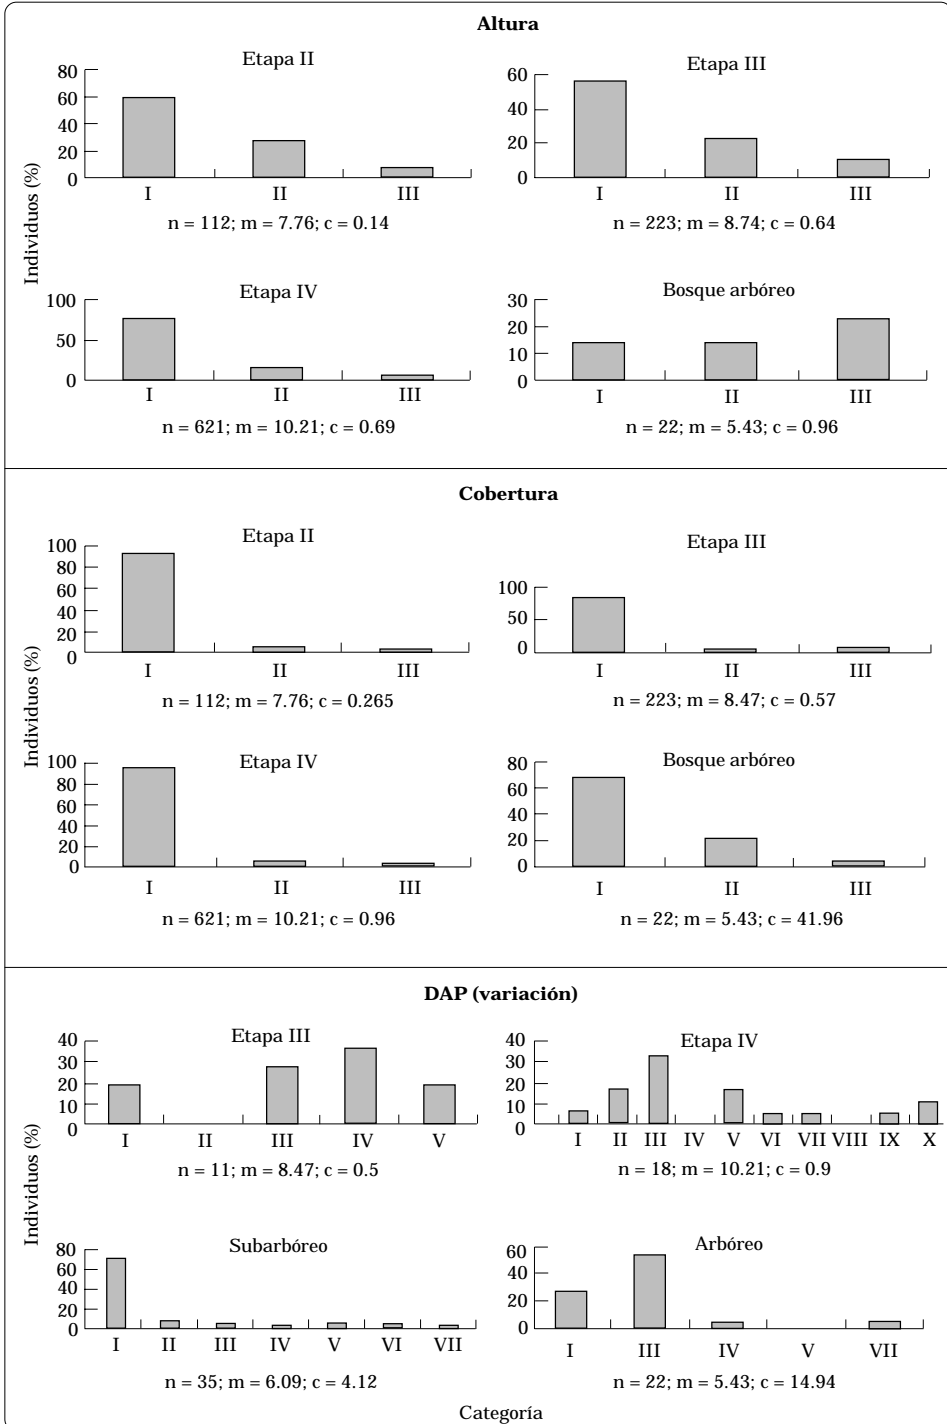 Altura
Individuos (%)
Etapa II
80
60
40
20
0
I II III
n = 112; m = 7.76; c = 0.14
Etapa III
60
40
20
0
I II III
n = 223; m = 8.74; c = 0.64
Etapa IV
100
50
0
I II III
n = 621; m = 10.21; c = 0.69
Bosque arbóreo
30
20
10
0
I II III
n = 22; m = 5.43; c = 0.96
Cobertura
Individuos (%)
Etapa II
100
80
60
40
20
0
I II III
n = 112; m = 7.76; c = 0.265
Etapa III
100
50
0
I II III
n = 223; m = 8.47; c = 0.57
Etapa IV
100
80
60
40
20
0
I II III
n = 621; m = 10.21; c = 0.96
Bosque arbóreo
80
60
40
20
0
I II III
n = 22; m = 5.43; c = 41.96
DAP (variación)
Individuos (%)
Etapa III
40
30
20
10
0
I II III IV V
n = 11; m = 8.47; c = 0.5
Etapa IV
40
30
20
10
0
I II III IV V VI VII VIII IX X
n = 18; m = 10.21; c = 0.9
Subarbóreo
80
60
40
20
0
I II III IV V VI VII
n = 35; m = 6.09; c = 4.12
Arbóreo
60
40
20
0
I III IV V VII
n = 22; m = 5.43; c = 14.94
Categoría